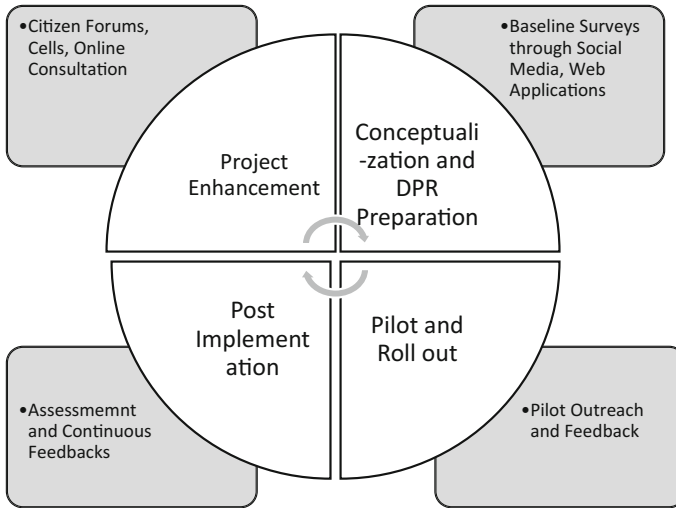 •Citizen Forums,
Cells, Online
Consultation
•Baseline Surveys
through Social
Media, Web
Applications
Project
Enhancement
Conceptuali
-zation and
DPR
Preparation
Post
Implement
ation
Pilot and
Roll out
•Assessmemnt
and Continuous
Feedbacks
•Pilot Outreach
and Feedback